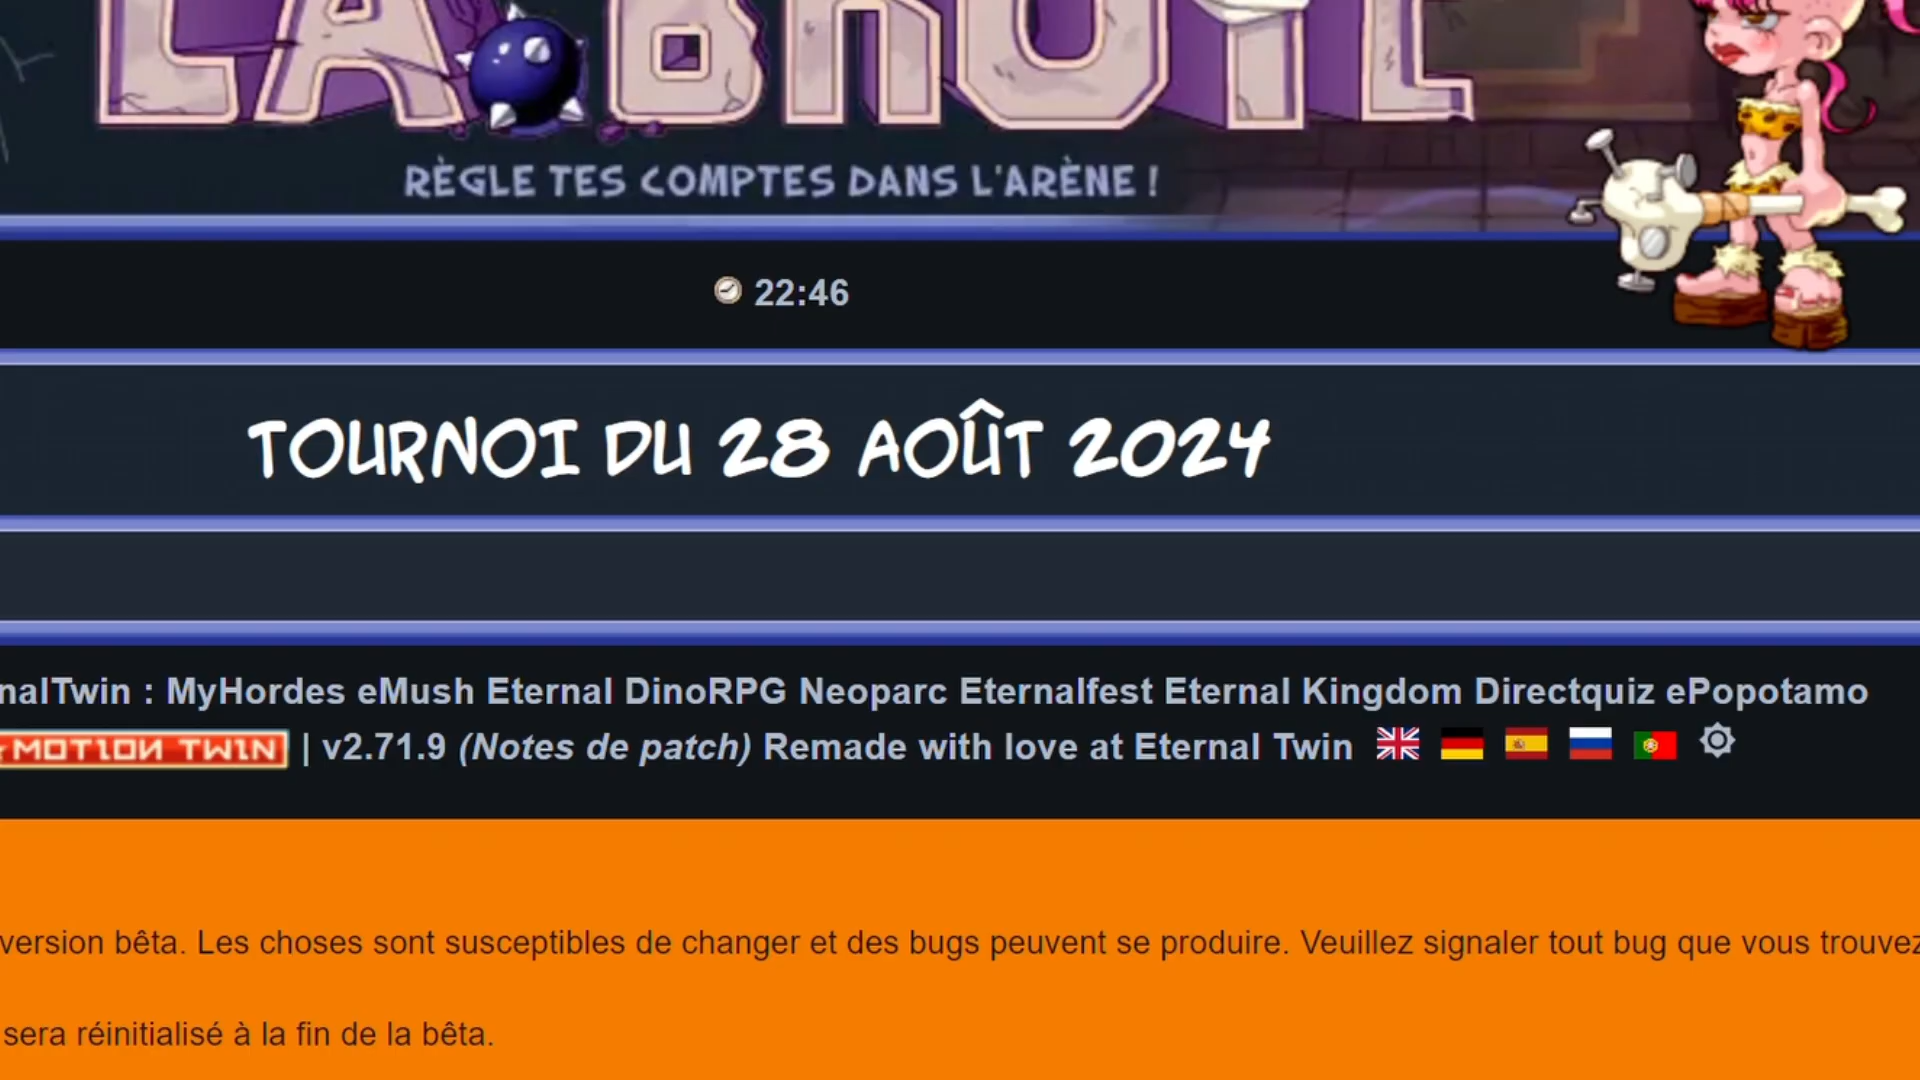 LA BRUTE
RÈGLE TES COMPTES DANS L'ARÈNE !
22:46
TOURNOI DU 28 AOÛT 2024
nalTwin : MyHordes eMush Eternal DinoRPG Neoparc Eternalfest Eternal Kingdom Directquiz ePopotamo
MOTION TWIN | v2.71.9 (Notes de patch) Remade with love at Eternal Twin
version bêta. Les choses sont susceptibles de changer et des bugs peuvent se produire. Veuillez signaler tout bug que vous trouvez
sera réinitialisé à la fin de la bêta.